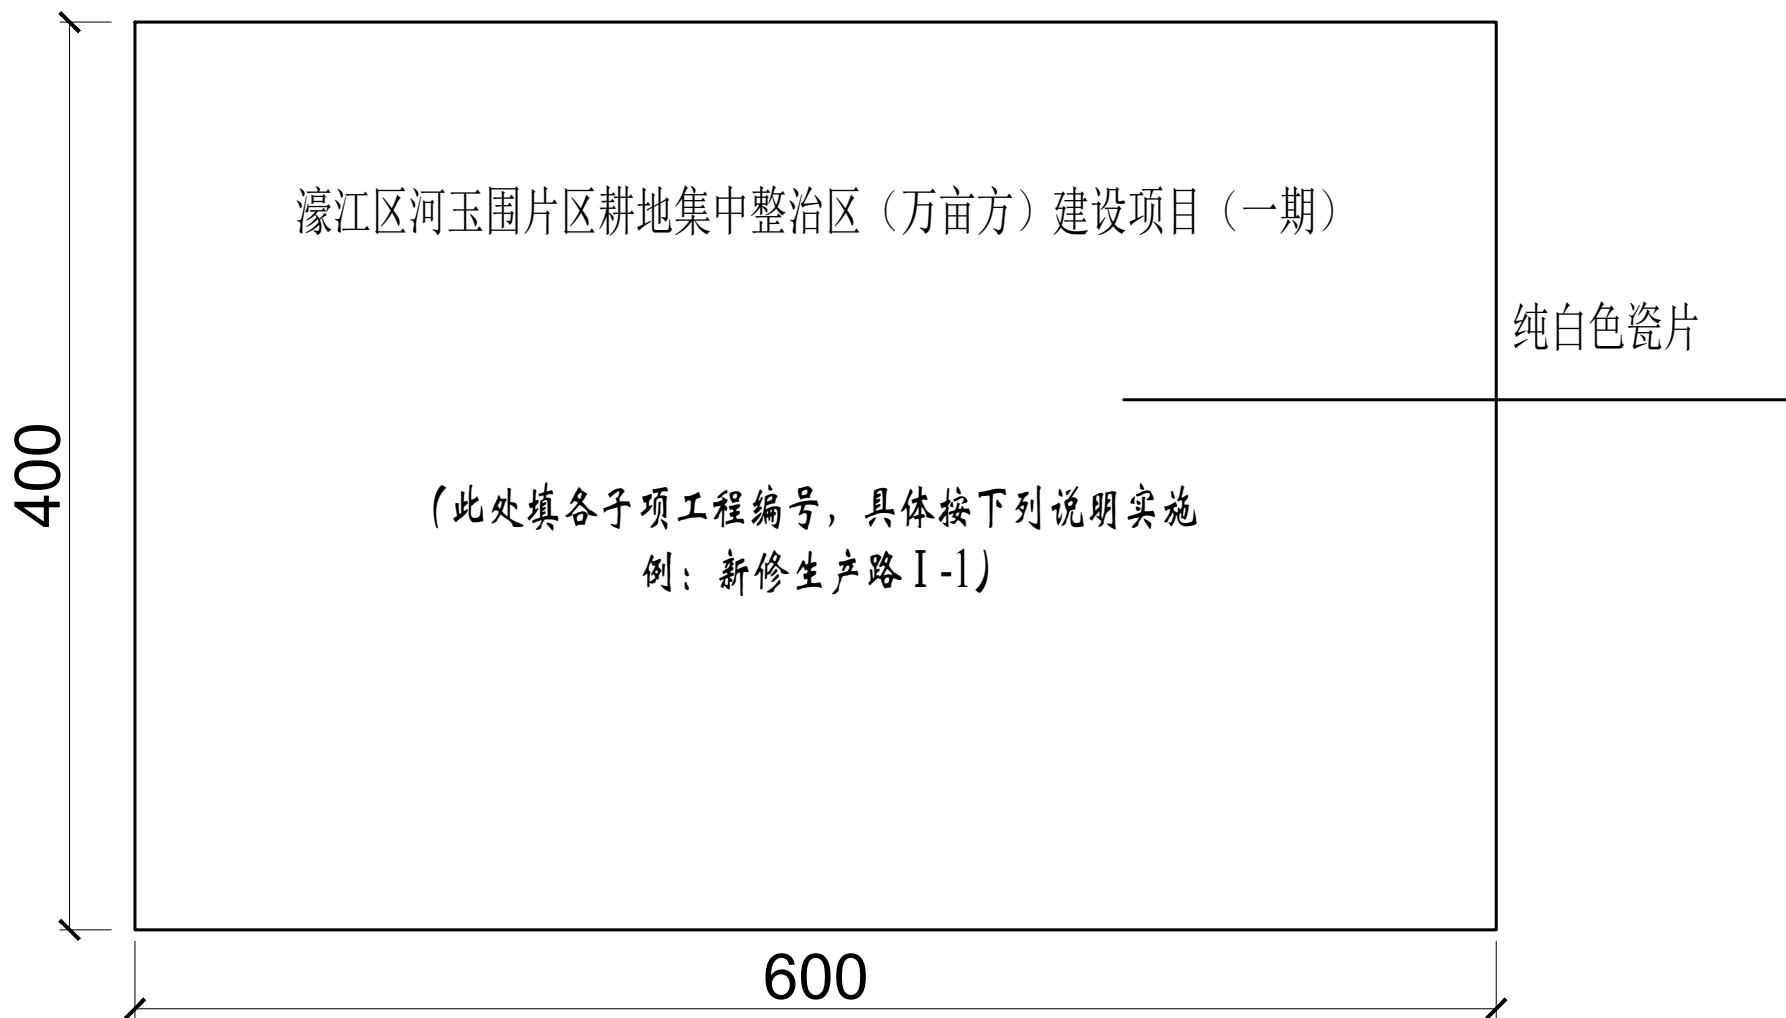 濠江区河玉围片区耕地集中整治区（万亩方）建设项目（一期）
纯白色瓷片
400
（此处填各子项工程编号，具体按下列说明实施
例：新修生产路Ⅰ-1）
600